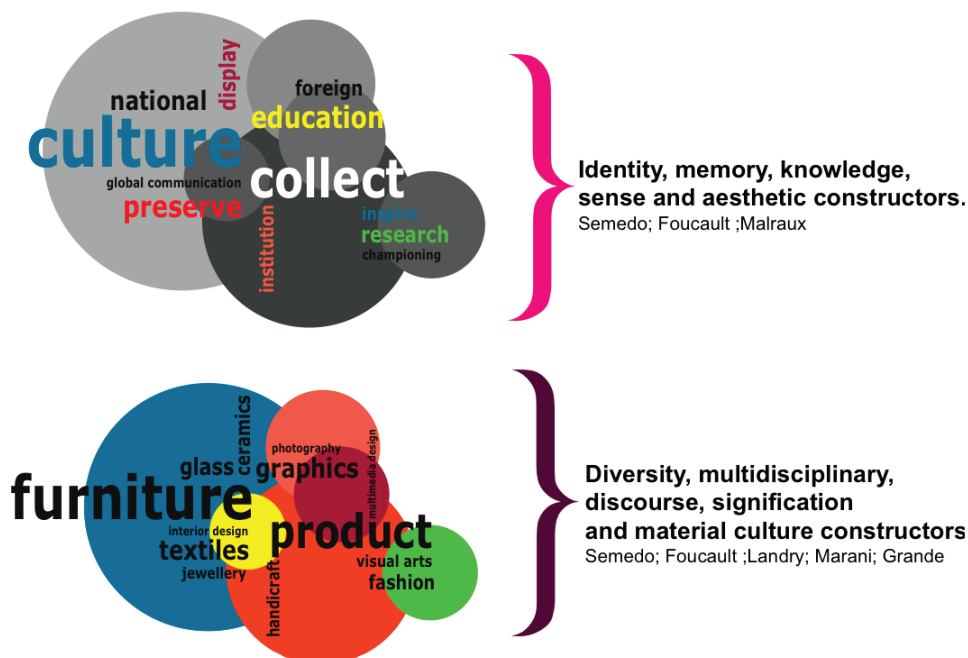 display
national
foreign
culture
education
global communication
collect
preserve
institution
inspire
research
championing
Identity, memory, knowledge,
sense and aesthetic constructors.
Semedo; Foucault ;Malraux
ceramics
photography
multimedia design
glass
graphics
furniture
interior design
product
textiles
jewellery
handicraft
visual arts
fashion
Diversity, multidisciplinary,
discourse, signification
and material culture constructors
Semedo; Foucault ;Landry; Marani; Grande